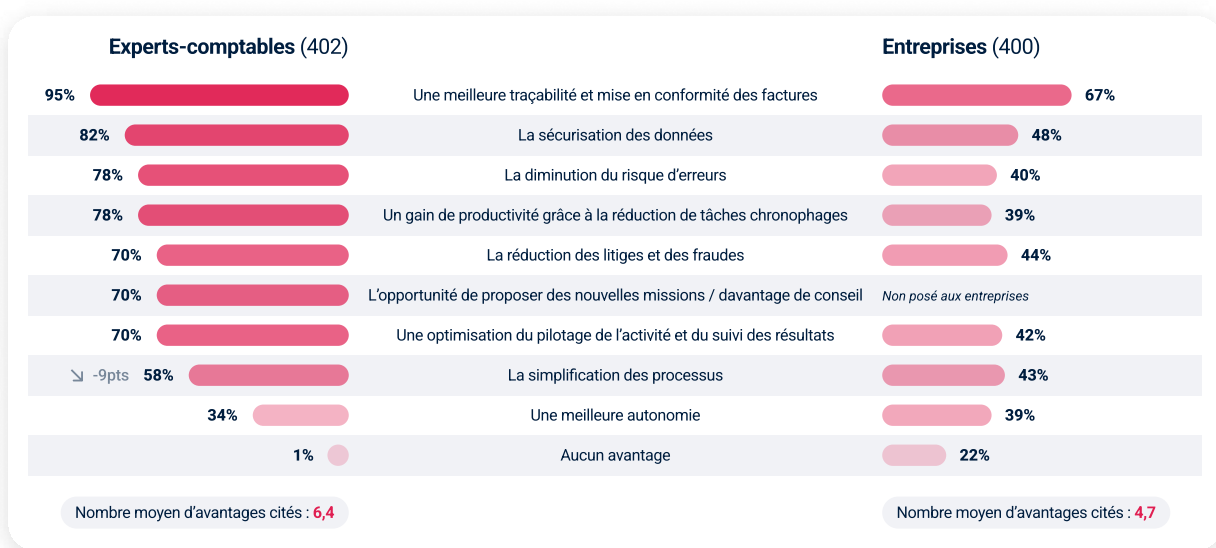 Experts-comptables (402) Entreprises (400)
95% Une meilleure traçabilité et mise en conformité des factures 67%
82% La sécurisation des données 48%
78% La diminution du risque d’erreurs 40%
78% Un gain de productivité grâce à la réduction de tâches chronophages 39%
70% La réduction des litiges et des fraudes 44%
70% L’opportunité de proposer des nouvelles missions / davantage de conseil Non posé aux entreprises
70% Une optimisation du pilotage de l’activité et du suivi des résultats 42%
-9pts 58% La simplification des processus 43%
34% Une meilleure autonomie 39%
1% Aucun avantage 22%
Nombre moyen d’avantages cités : 6,4 Nombre moyen d’avantages cités : 4,7